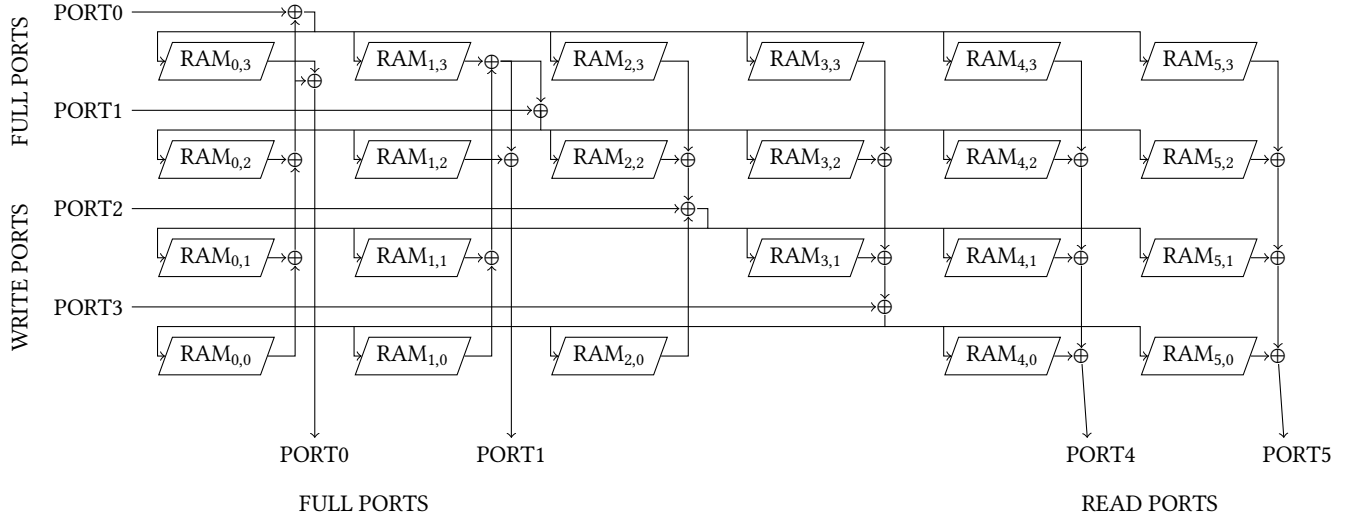 PORT0
FULL PORTS
RAM0,3 RAM1,3 RAM2,3 RAM3,3 RAM4,3 RAM5,3
PORT1
RAM0,2 RAM1,2 RAM2,2 RAM3,2 RAM4,2 RAM5,2
WRITE PORTS
PORT2
RAM0,1 RAM1,1 RAM3,1 RAM4,1 RAM5,1
PORT3
RAM0,0 RAM1,0 RAM2,0 RAM4,0 RAM5,0
PORT0 PORT1 PORT4 PORT5
FULL PORTS READ PORTS